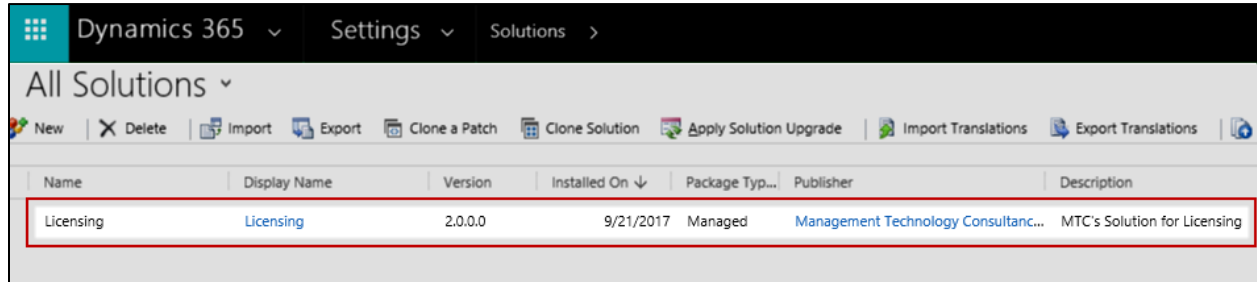 Dynamics 365 Settings Solutions
All Solutions
New Delete Import Export Clone a Patch Clone Solution Apply Solution Upgrade Import Translations Export Translations
Name Display Name Version Installed On ↓ Package Typ... Publisher Description
Licensing Licensing 2.0.0.0 9/21/2017 Managed Management Technology Consultanc... MTC's Solution for Licensing